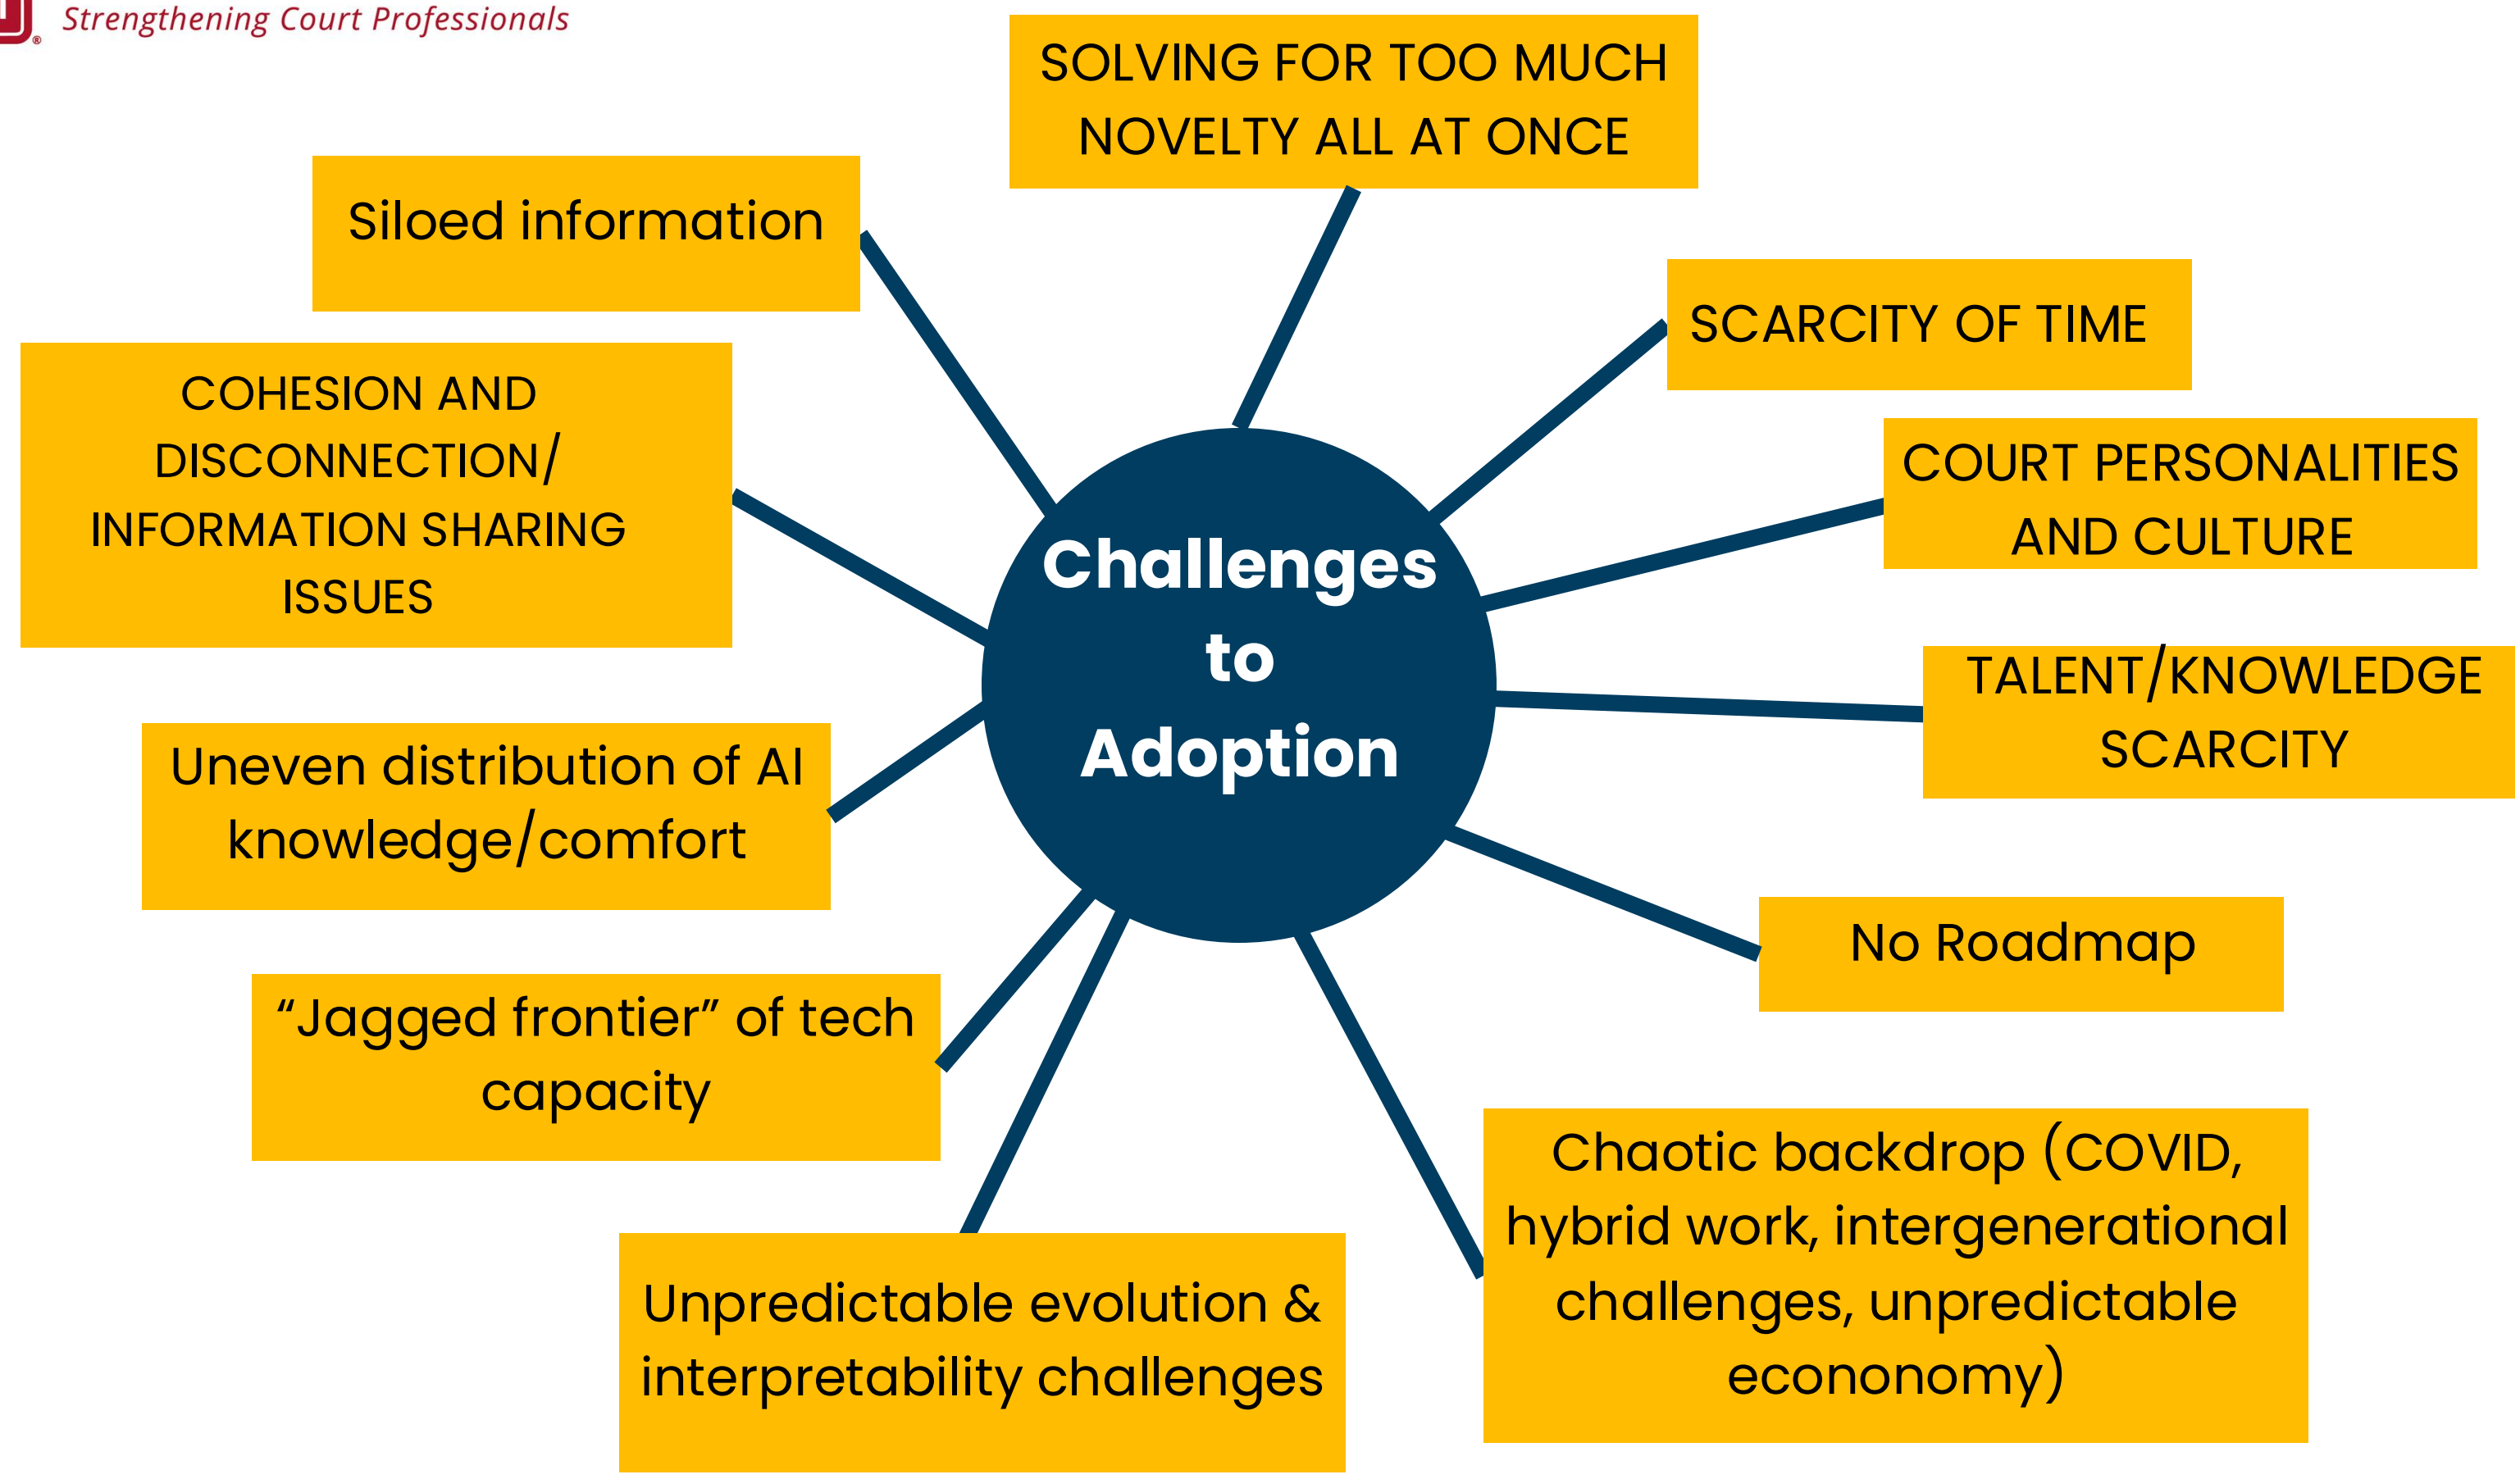 Strengthening Court Professionals
®
SOLVING FOR TOO MUCH
NOVELTY ALL AT ONCE
Siloed information
SCARCITY OF TIME
COHESION AND
DISCONNECTION/
INFORMATION SHARING
ISSUES
COURT PERSONALITIES
AND CULTURE
Challenges
to
Adoption
TALENT/KNOWLEDGE
SCARCITY
Uneven distribution of AI
knowledge/comfort
No Roadmap
“Jagged frontier” of tech
capacity
Chaotic backdrop (COVID,
hybrid work, intergenerational
challenges, unpredictable
econonomy)
Unpredictable evolution &
interpretability challenges